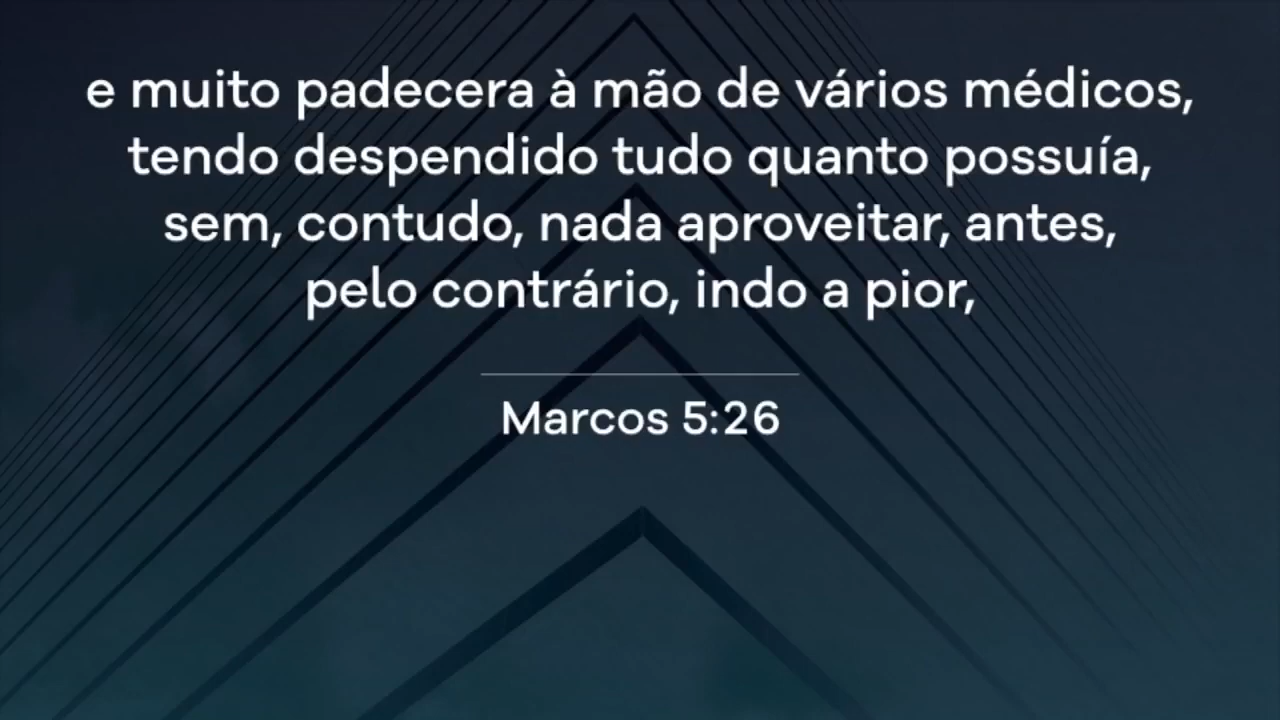 e muito padecera à mão de vários médicos,
tendo despendido tudo quanto possuía,
sem, contudo, nada aproveitar, antes,
pelo contrário, indo a pior,
Marcos 5:26